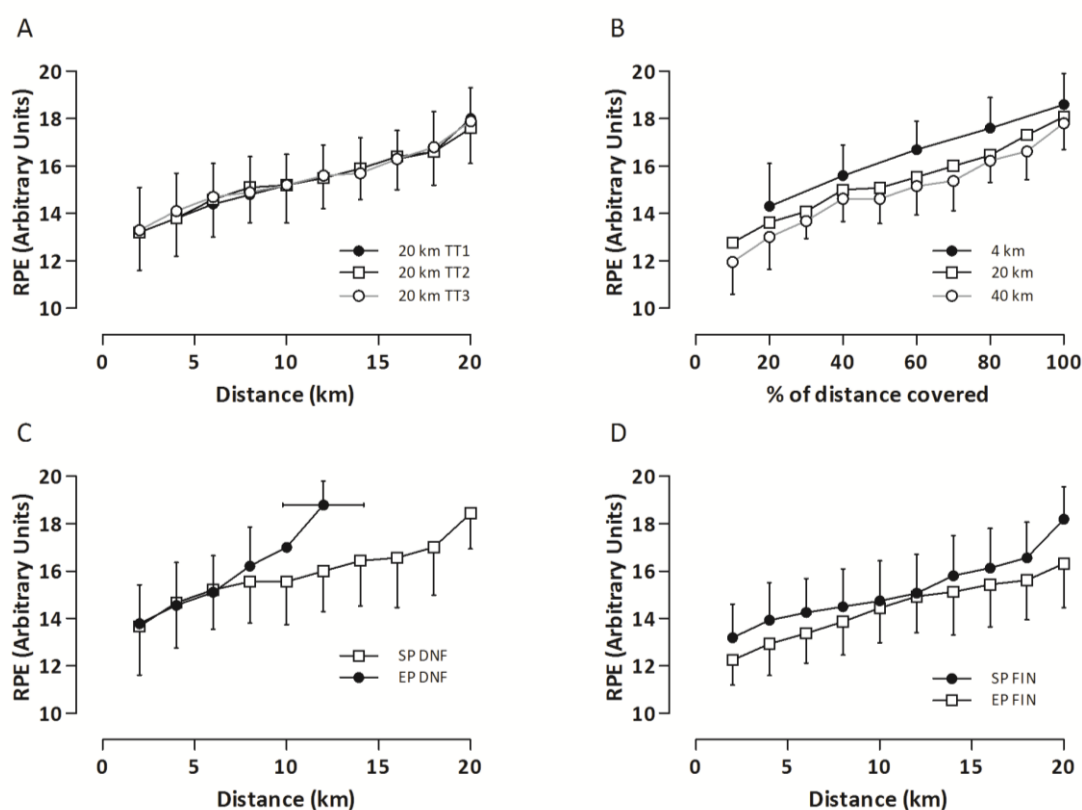 A
RPE (Arbitrary Units)
20
18
16
14
12
10
20 km TT1
20 km TT2
20 km TT3
0
5
10
15
20
Distance (km)
B
RPE (Arbitrary Units)
20
18
16
14
12
10
4 km
20 km
40 km
0
20
40
60
80
100
% of distance covered
C
RPE (Arbitrary Units)
20
18
16
14
12
10
SP DNF
EP DNF
0
5
10
15
20
Distance (km)
D
RPE (Arbitrary Units)
20
18
16
14
12
10
SP FIN
EP FIN
0
5
10
15
20
Distance (km)